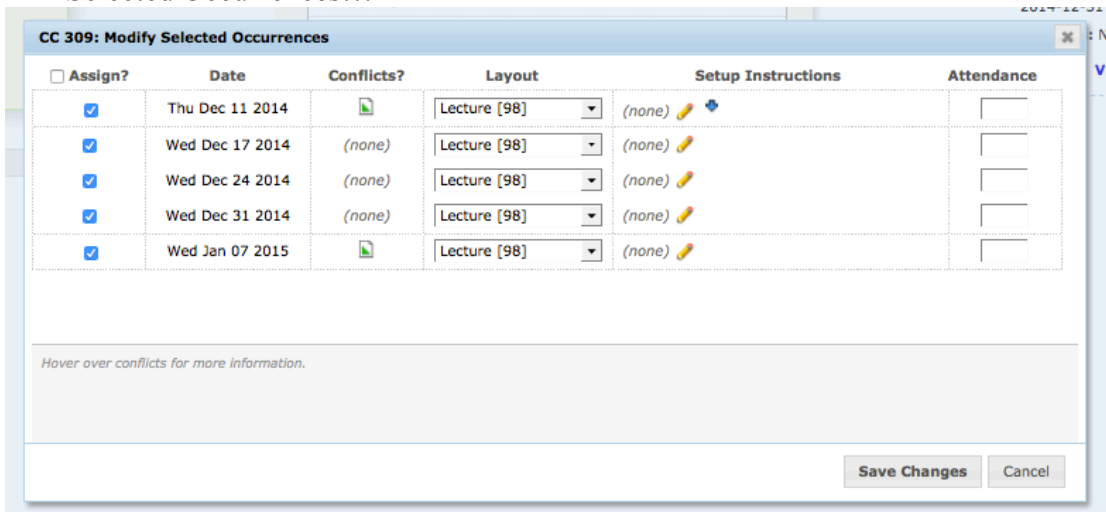 2014-12-31
CC 309: Modify Selected Occurrences
: N
Assign? Date Conflicts? Layout Setup Instructions Attendance
V
Thu Dec 11 2014 Lecture [98] (none)
Wed Dec 17 2014 (none) Lecture [98] (none)
Wed Dec 24 2014 (none) Lecture [98] (none)
Wed Dec 31 2014 (none) Lecture [98] (none)
Wed Jan 07 2015 Lecture [98] (none)
Hover over conflicts for more information.
Save Changes Cancel